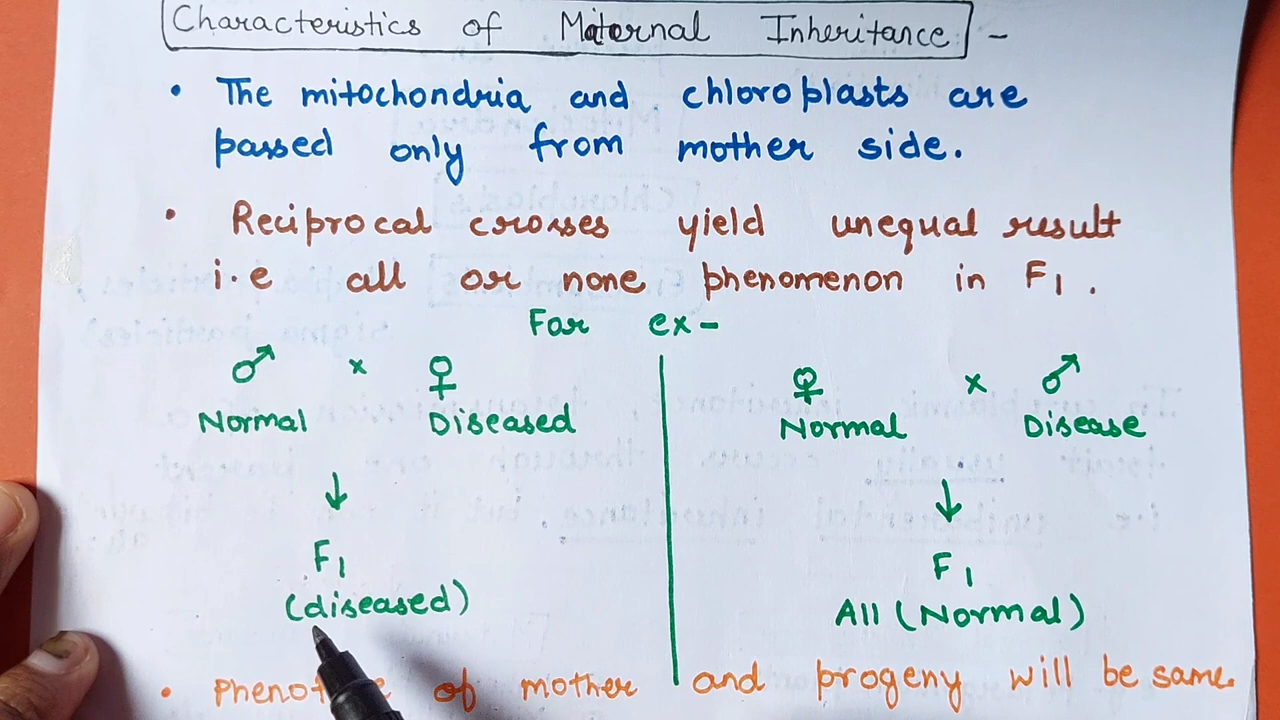 Characteristics of Maternal Inheritance -
• The mitochondria and chloroplasts are
passed only from mother side.
• Reciprocal crosses yield unequal result
i.e all or none phenomenon in F1.
For ex-
♂ × ♀
Normal Diseased
↓
F1
(diseased)
♀ × ♂
Normal Disease
↓
F1
All (Normal)
• of mother and progeny will be same.